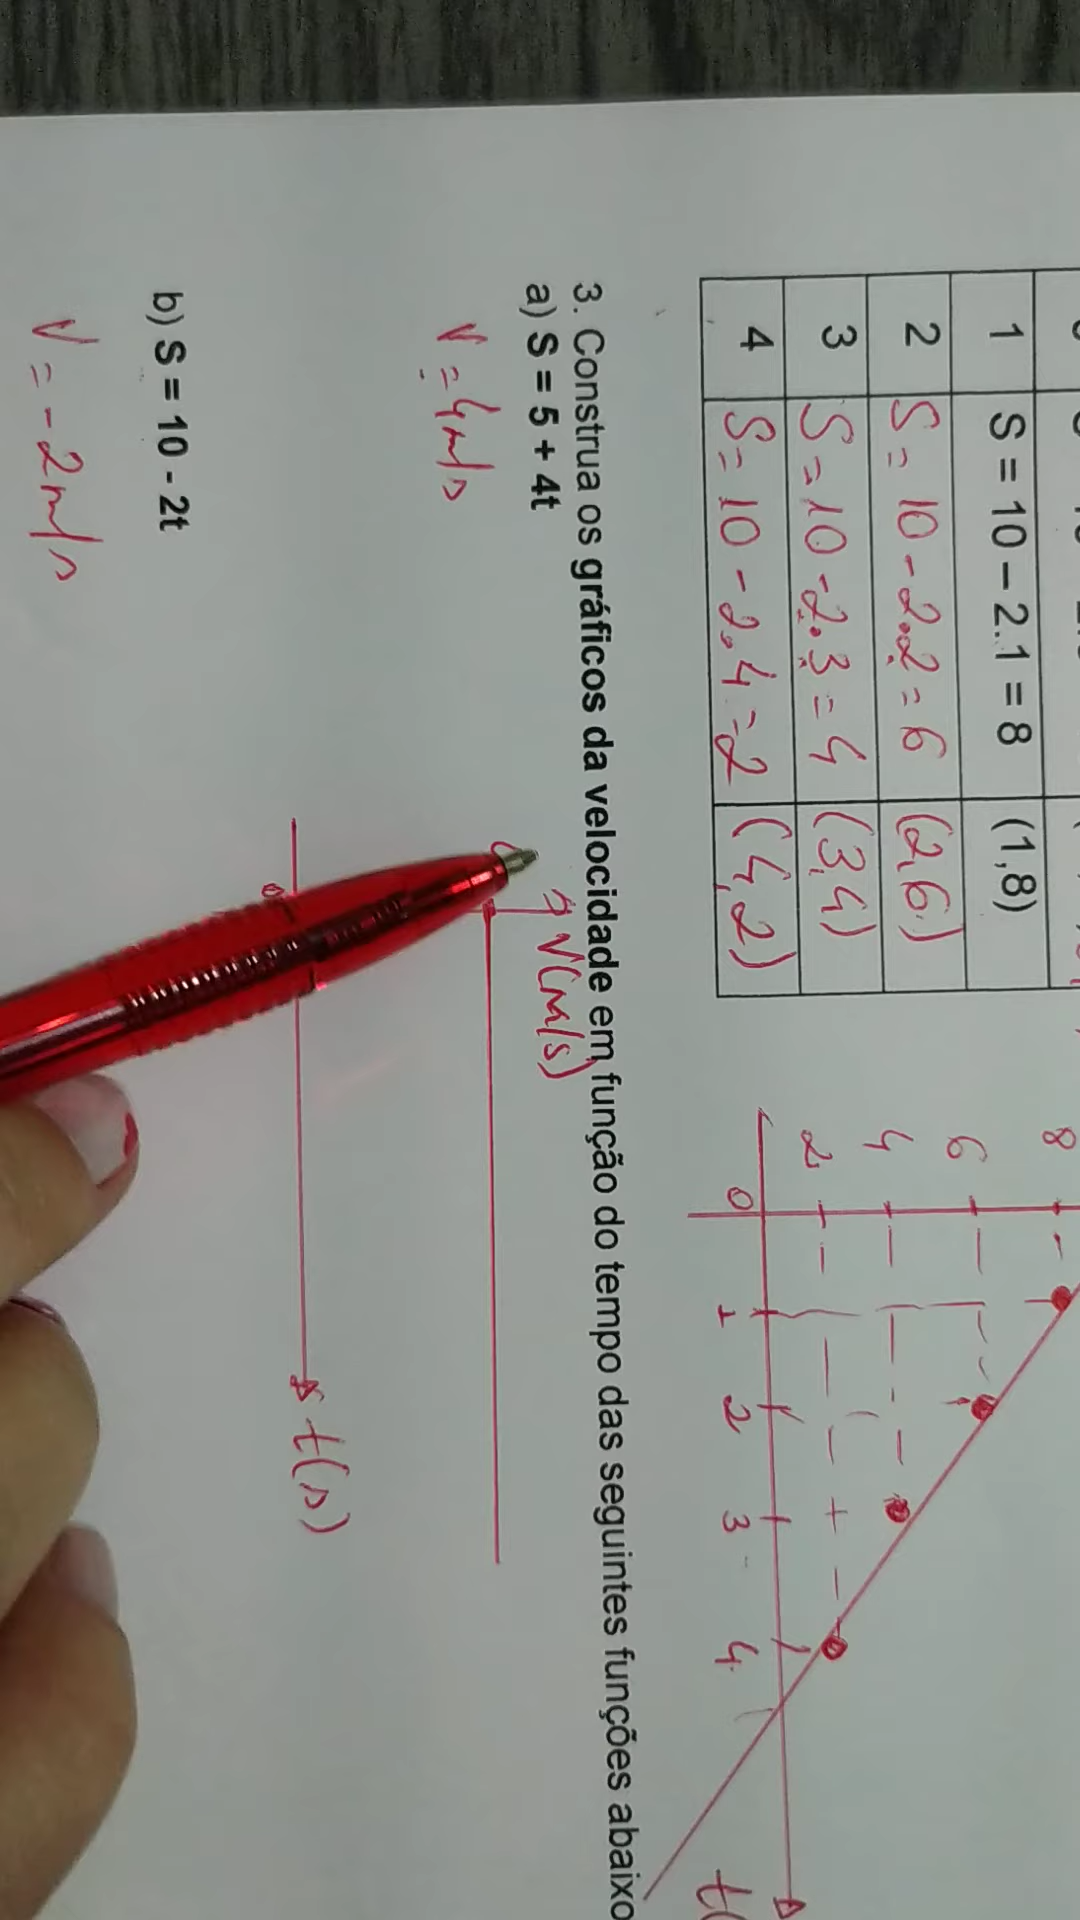 1 S = 10 – 2.1 = 8 (1,8)
2 S = 10 - 2.2 = 6 (2,6)
3 S = 10 - 2.3 = 4 (3,4)
4 S = 10 - 2.4 = 2 (4,2)
8
6
4
2
0
1 2 3 4
3. Construa os gráficos da velocidade em função do tempo das seguintes funções abaixo
a) S = 5 + 4t
V(m/s)
V = 4m/s
0
t(s)
b) S = 10 - 2t
V = -2m/s